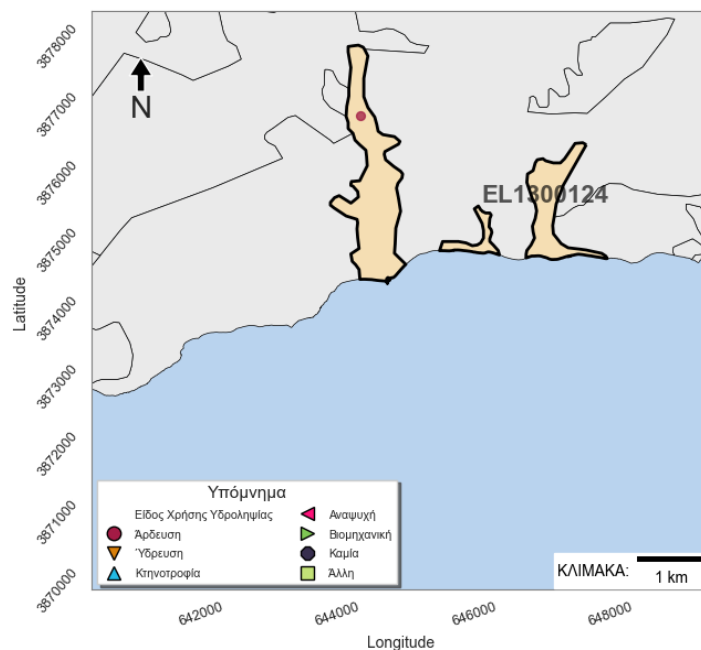 3878000
3877000
3876000
3875000
3874000
3873000
3872000
3871000
3870000
Latitude
N
EL1300124
Υπόμνημα
Είδος Χρήσης Υδροληψίας
Άρδευση
Ύδρευση
Κτηνοτροφία
Αναψυχή
Βιομηχανική
Καμία
Άλλη
ΚΛΙΜΑΚΑ:
1 km
642000
644000
646000
648000
Longitude